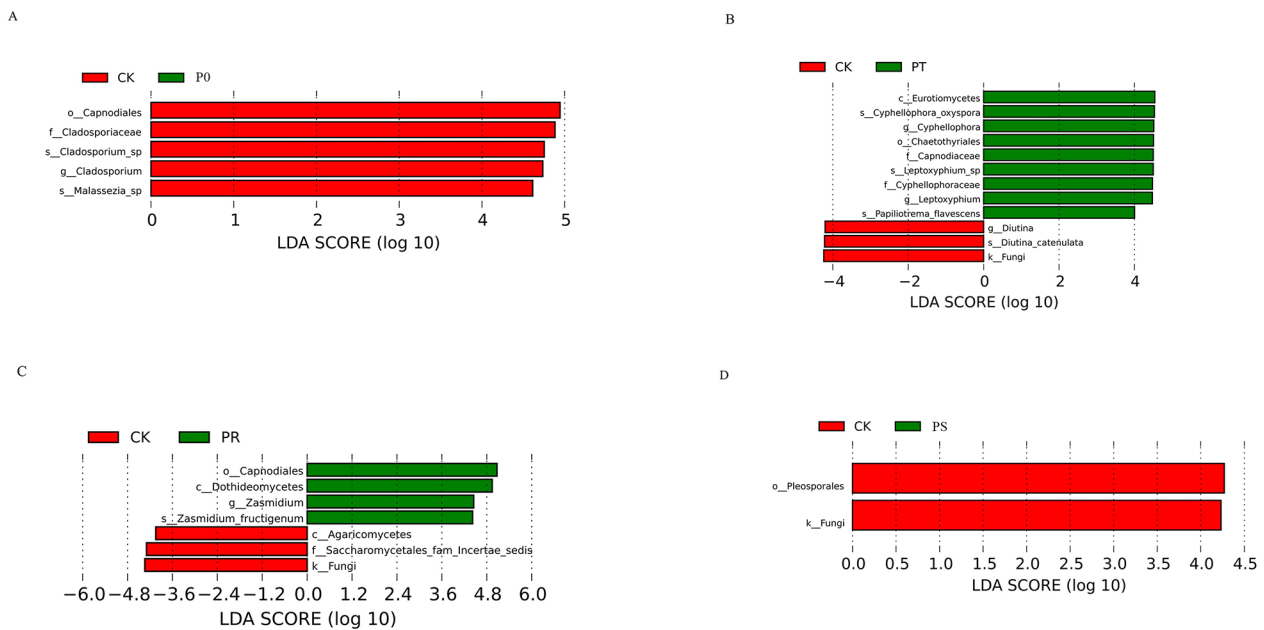 A
CK P0
o__Capnodiales
f__Cladosporiaceae
s__Cladosporium_sp
g__Cladosporium
s__Malassezia_sp
0 1 2 3 4 5
LDA SCORE (log 10)
B
CK PT
c__Eurotiomycetes
s__Cyphellophora_oxyspora
g__Cyphellophora
o__Chaetothyriales
f__Capnodiaceae
s__Leptoxyphium_sp
f__Cyphellophoraceae
g__Leptoxyphium
s__Papiliotrema_flavescens
g__Diutina
s__Diutina_catenulata
k__Fungi
−4 −2 0 2 4
LDA SCORE (log 10)
C
CK PR
o__Capnodiales
c__Dothideomycetes
g__Zasmidium
s__Zasmidium_fructigenum
c__Agaricomycetes
f__Saccharomycetales_fam_Incertae_sedis
k__Fungi
−6.0 −4.8 −3.6 −2.4 −1.2 0.0 1.2 2.4 3.6 4.8 6.0
LDA SCORE (log 10)
D
CK PS
o__Pleosporales
k__Fungi
0.0 0.5 1.0 1.5 2.0 2.5 3.0 3.5 4.0 4.5
LDA SCORE (log 10)